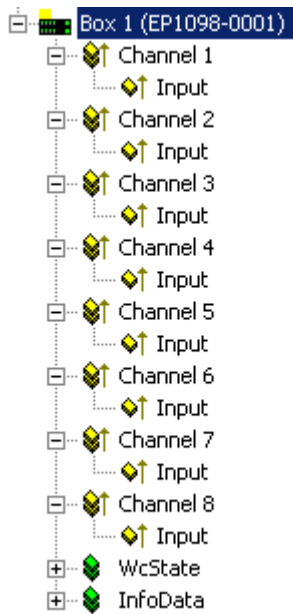 Box 1 (EP1098-0001)
Channel 1
Input
Channel 2
Input
Channel 3
Input
Channel 4
Input
Channel 5
Input
Channel 6
Input
Channel 7
Input
Channel 8
Input
WcState
InfoData